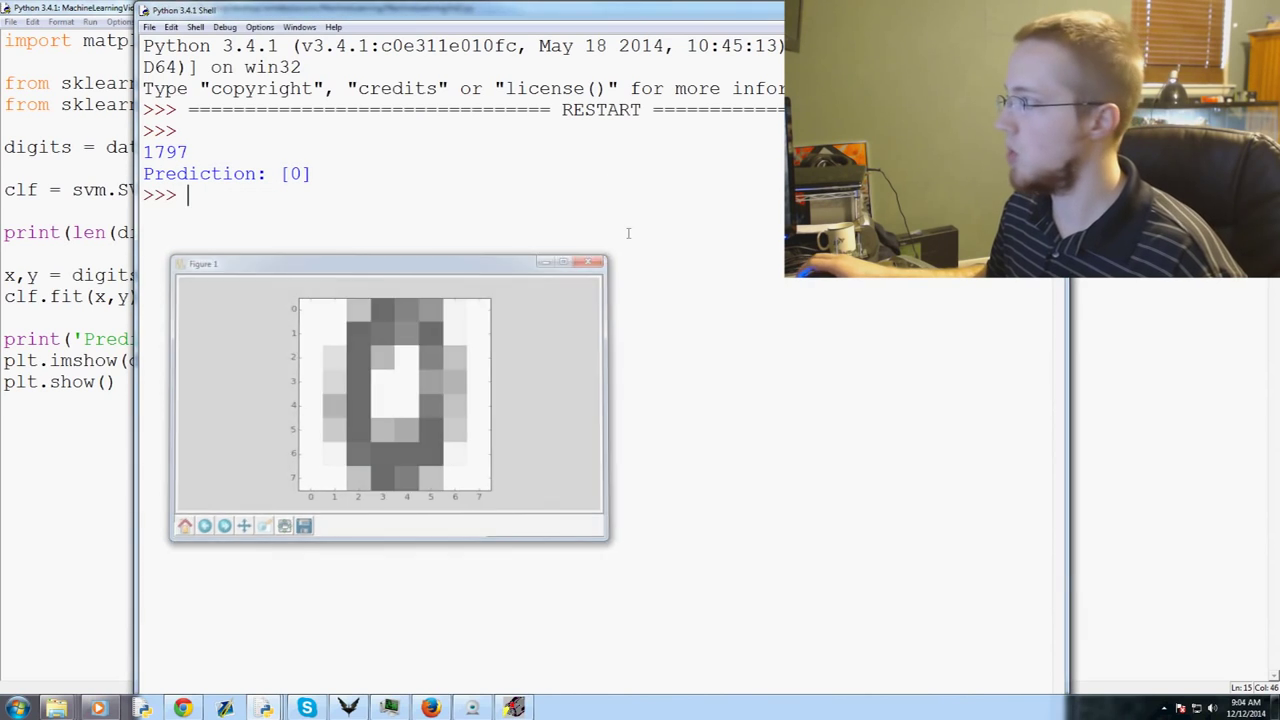 Python 3.4.1: MachineLearningVi
File Edit Format Run Options
import matp
from sklearn
from sklearn
digits = dat
clf = svm.SV
print(len(di
x,y = digits
clf.fit(x,y)
print('Predi
plt.imshow(d
plt.show()
Python 3.4.1 Shell
File Edit Shell Debug Options Windows Help
Python 3.4.1 (v3.4.1:c0e311e010fc, May 18 2014, 10:45:13)
D64)] on win32
Type "copyright", "credits" or "license()" for more infor
>>> ================================ RESTART ============
>>>
1797
Prediction: [0]
>>>
Figure 1
0
1
2
3
4
5
6
7
0 1 2 3 4 5 6 7
Ln: 15 Col: 46
9:04 AM
12/12/2014